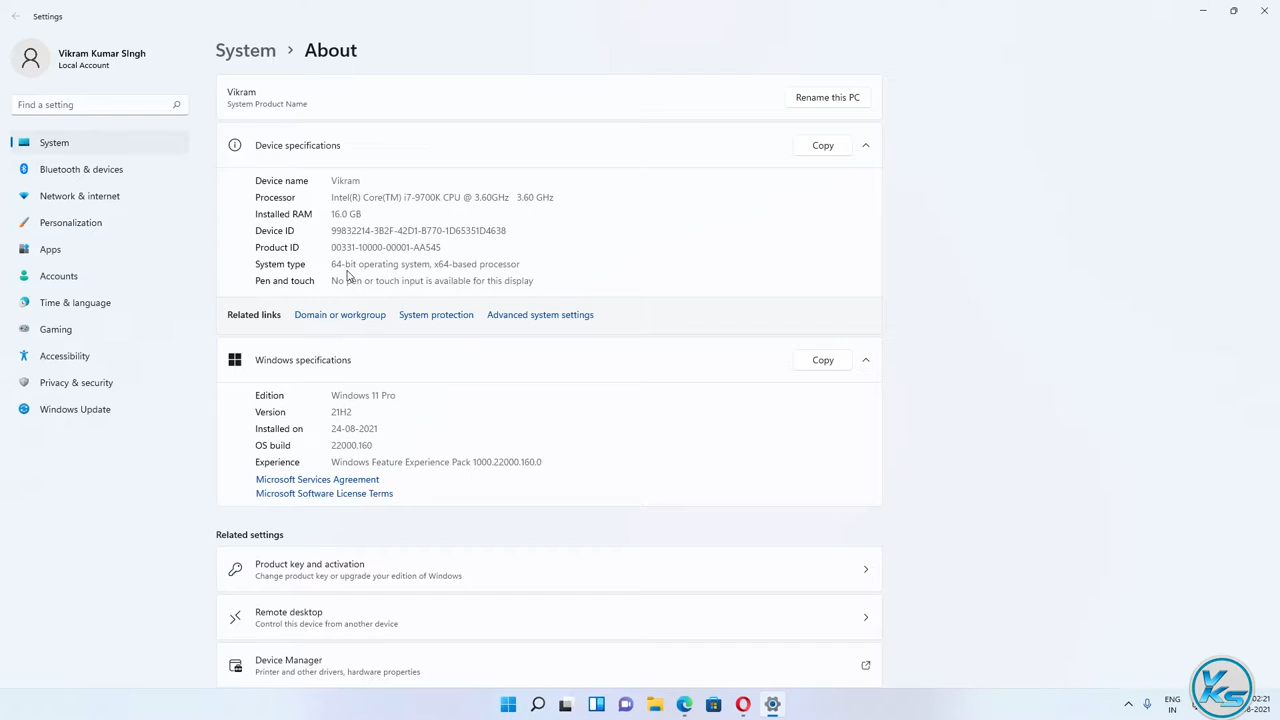 Settings
Vikram Kumar SIngh
Local Account
Find a setting
System
Bluetooth & devices
Network & internet
Personalization
Apps
Accounts
Time & language
Gaming
Accessibility
Privacy & security
Windows Update
System > About
Vikram
System Product Name
Rename this PC
Device specifications
Copy
Device name Vikram
Processor Intel(R) Core(TM) i7-9700K CPU @ 3.60GHz 3.60 GHz
Installed RAM 16.0 GB
Device ID 99832214-3B2F-42D1-B770-1D65351D4638
Product ID 00331-10000-00001-AA545
System type 64-bit operating system, x64-based processor
Pen and touch No pen or touch input is available for this display
Related links Domain or workgroup System protection Advanced system settings
Windows specifications
Copy
Edition Windows 11 Pro
Version 21H2
Installed on 24-08-2021
OS build 22000.160
Experience Windows Feature Experience Pack 1000.22000.160.0
Microsoft Services Agreement
Microsoft Software License Terms
Related settings
Product key and activation
Change product key or upgrade your edition of Windows
Remote desktop
Control this device from another device
Device Manager
Printer and other drivers, hardware properties
ENG
IN
KS